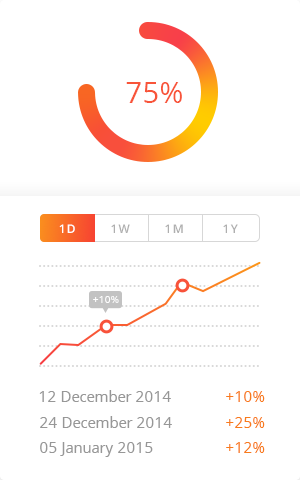 75%
1D 1W 1M 1Y
+10%
12 December 2014 +10%
24 December 2014 +25%
05 January 2015 +12%